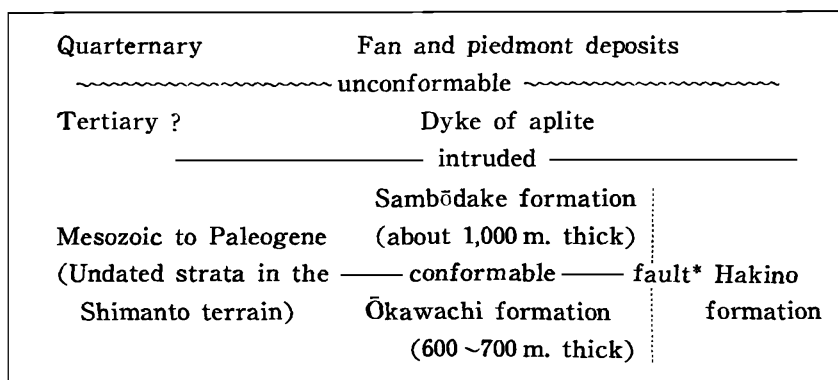 Quarternary Fan and piedmont deposits
unconformable
Tertiary ? Dyke of aplite
intruded
Sambōdake formation
Mesozoic to Paleogene (about 1,000 m. thick)
(Undated strata in the conformable fault* Hakino
Shimanto terrain) Ōkawachi formation formation
(600~700 m. thick)